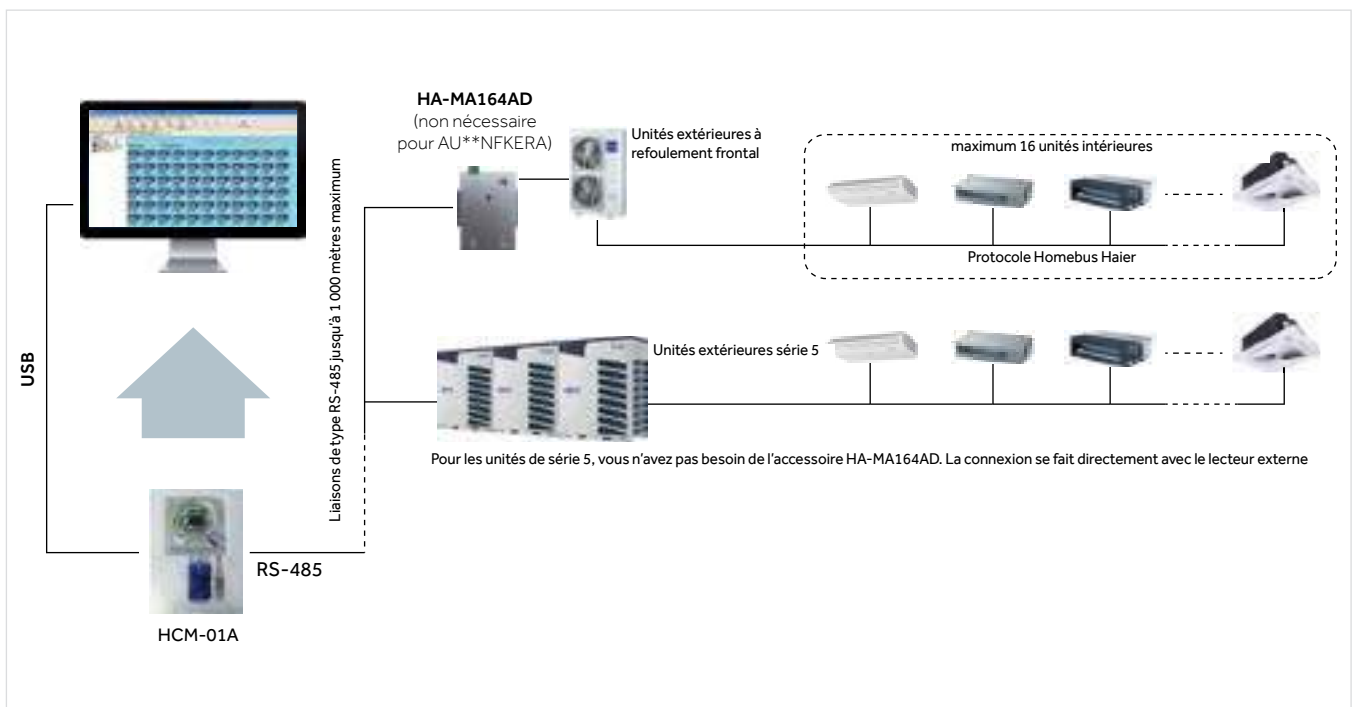 HA-MA164AD
(non nécessaire
pour AU**NFKERA)
Unités extérieures à
refoulement frontal
maximum 16 unités intérieures
Protocole Homebus Haier
USB
Liaisons de type RS-485 jusqu'à 1 000 mètres maximum
Unités extérieures série 5
Pour les unités de série 5, vous n'avez pas besoin de l'accessoire HA-MA164AD. La connexion se fait directement avec le lecteur externe
RS-485
HCM-01A